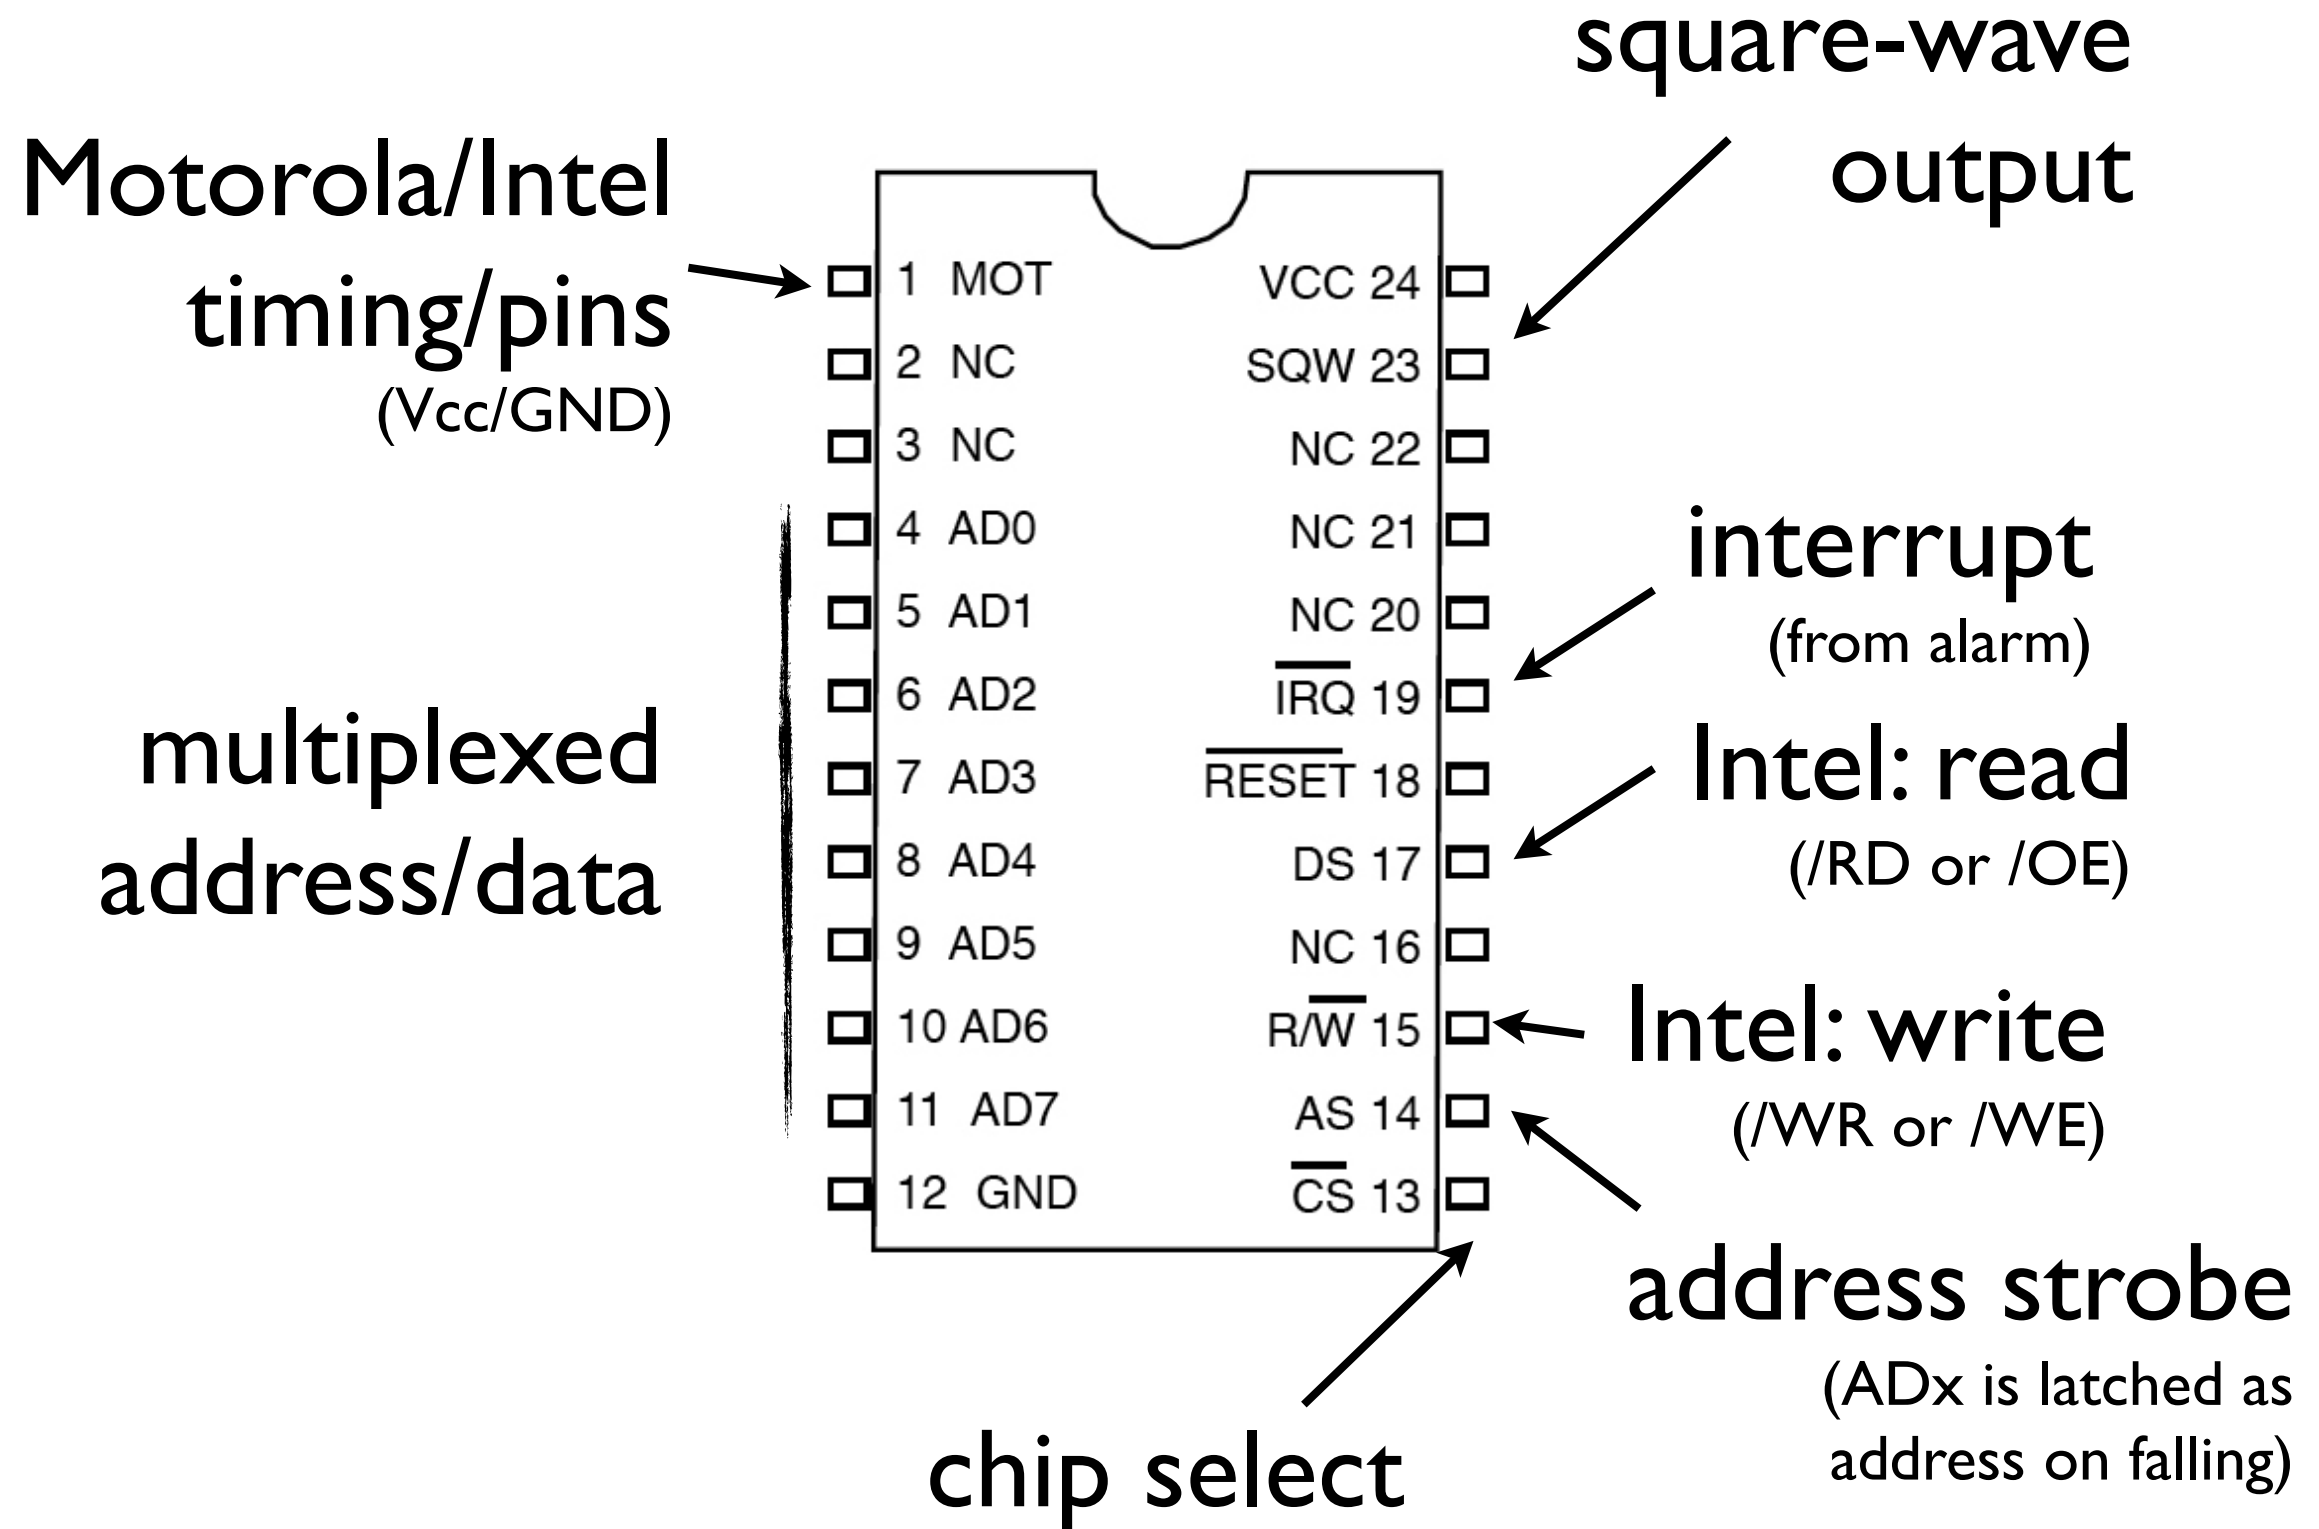 square-wave
output
Motorola/Intel
timing/pins
(Vcc/GND)
multiplexed
address/data
1 MOT
2 NC
3 NC
4 AD0
5 AD1
6 AD2
7 AD3
8 AD4
9 AD5
10 AD6
11 AD7
12 GND
VCC 24
SQW 23
NC 22
NC 21
NC 20
I̅R̅Q̅ 19
R̅E̅S̅E̅T̅ 18
DS 17
NC 16
R/W̅ 15
AS 14
C̅S̅ 13
interrupt
(from alarm)
Intel: read
(/RD or /OE)
Intel: write
(/WR or /WE)
address strobe
(ADx is latched as
address on falling)
chip select